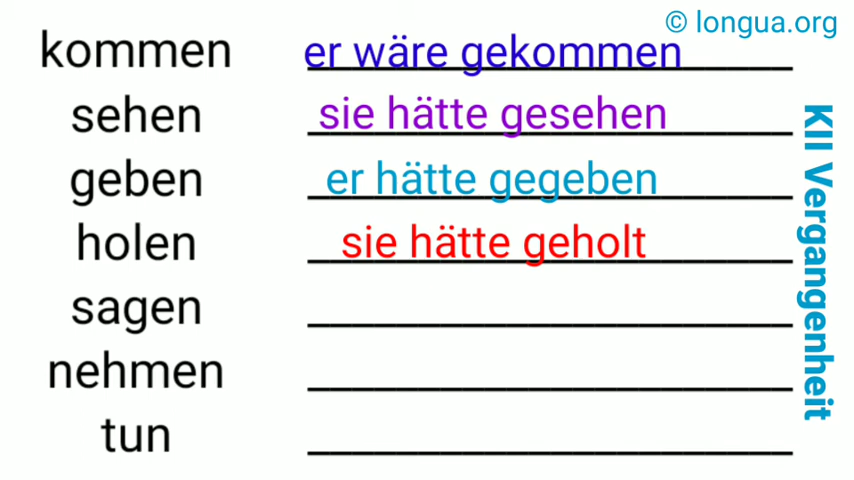 © longua.org
kommen er wäre gekommen
sehen sie hätte gesehen
geben er hätte gegeben
holen sie hätte geholt
sagen
nehmen
tun
KII Vergangenheit